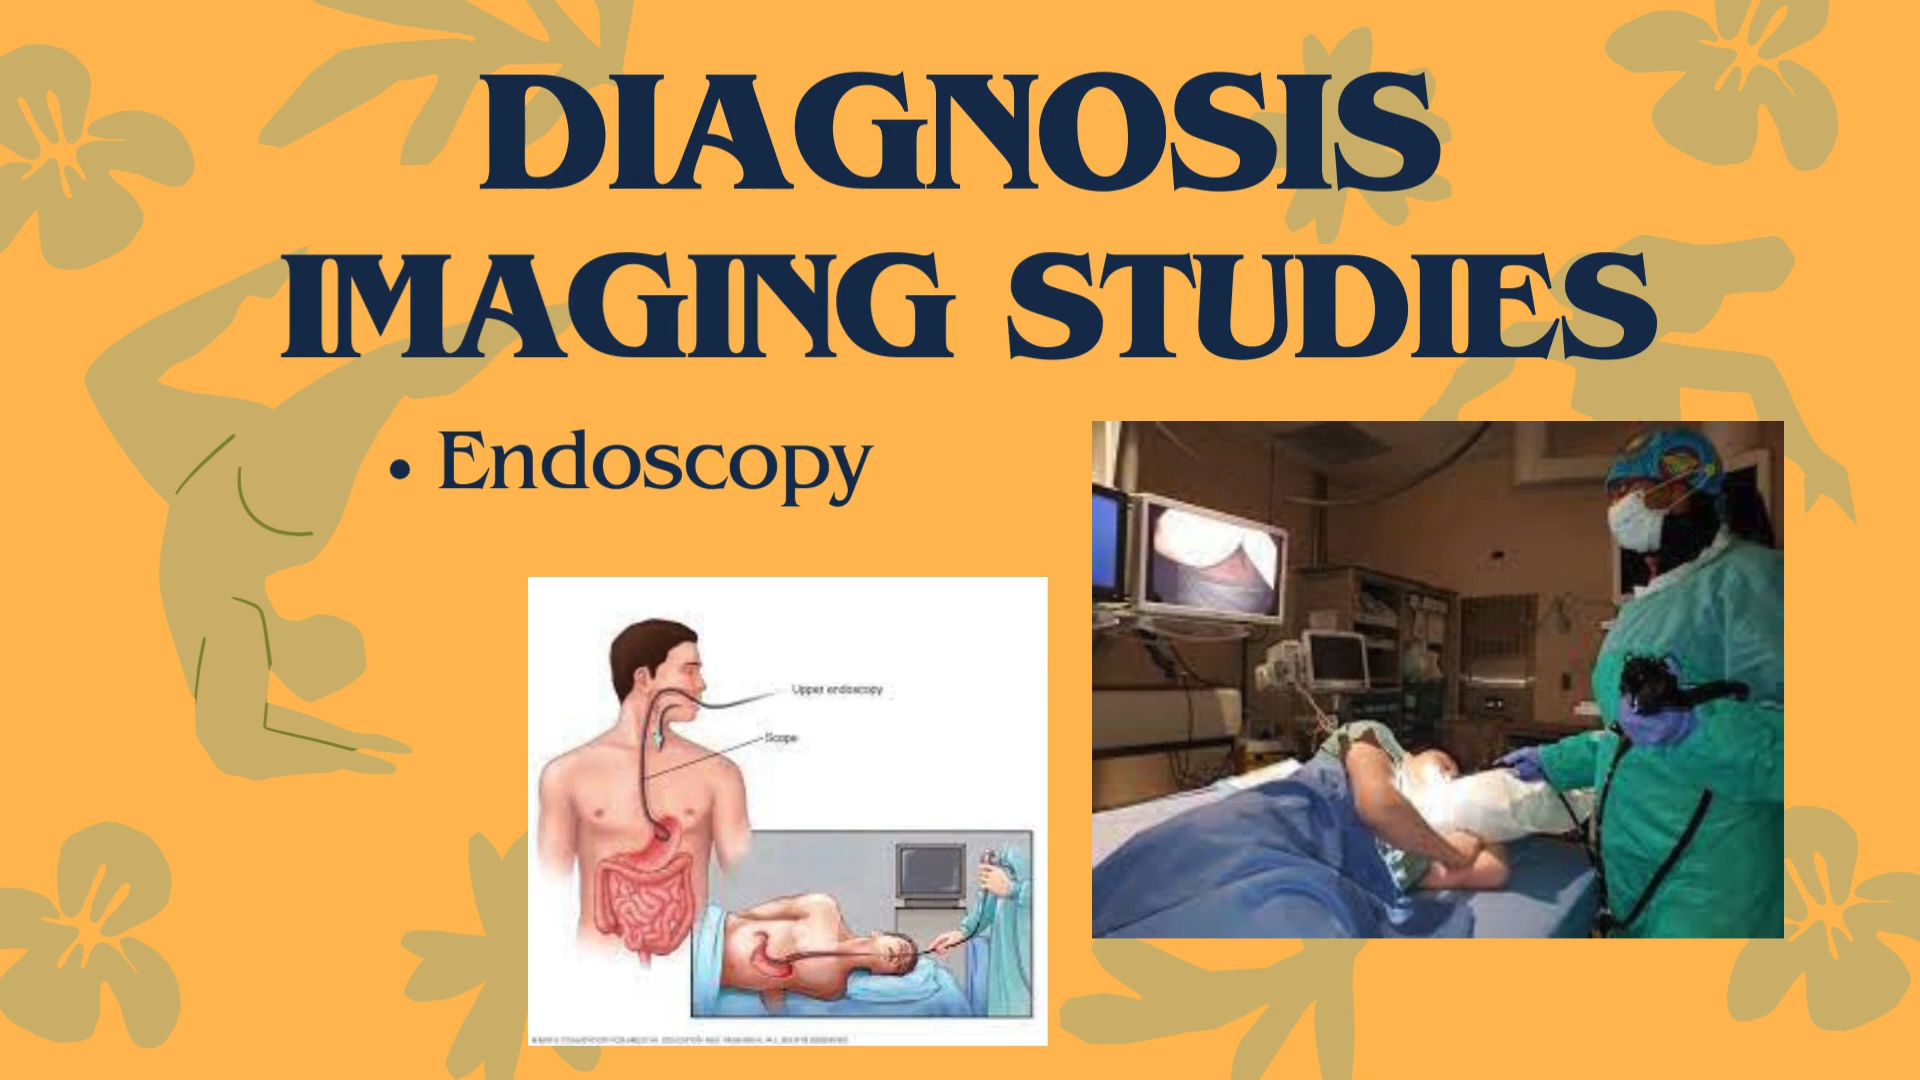 DIAGNOSIS
IMAGING STUDIES
• Endoscopy
Upper endoscopy
Scope